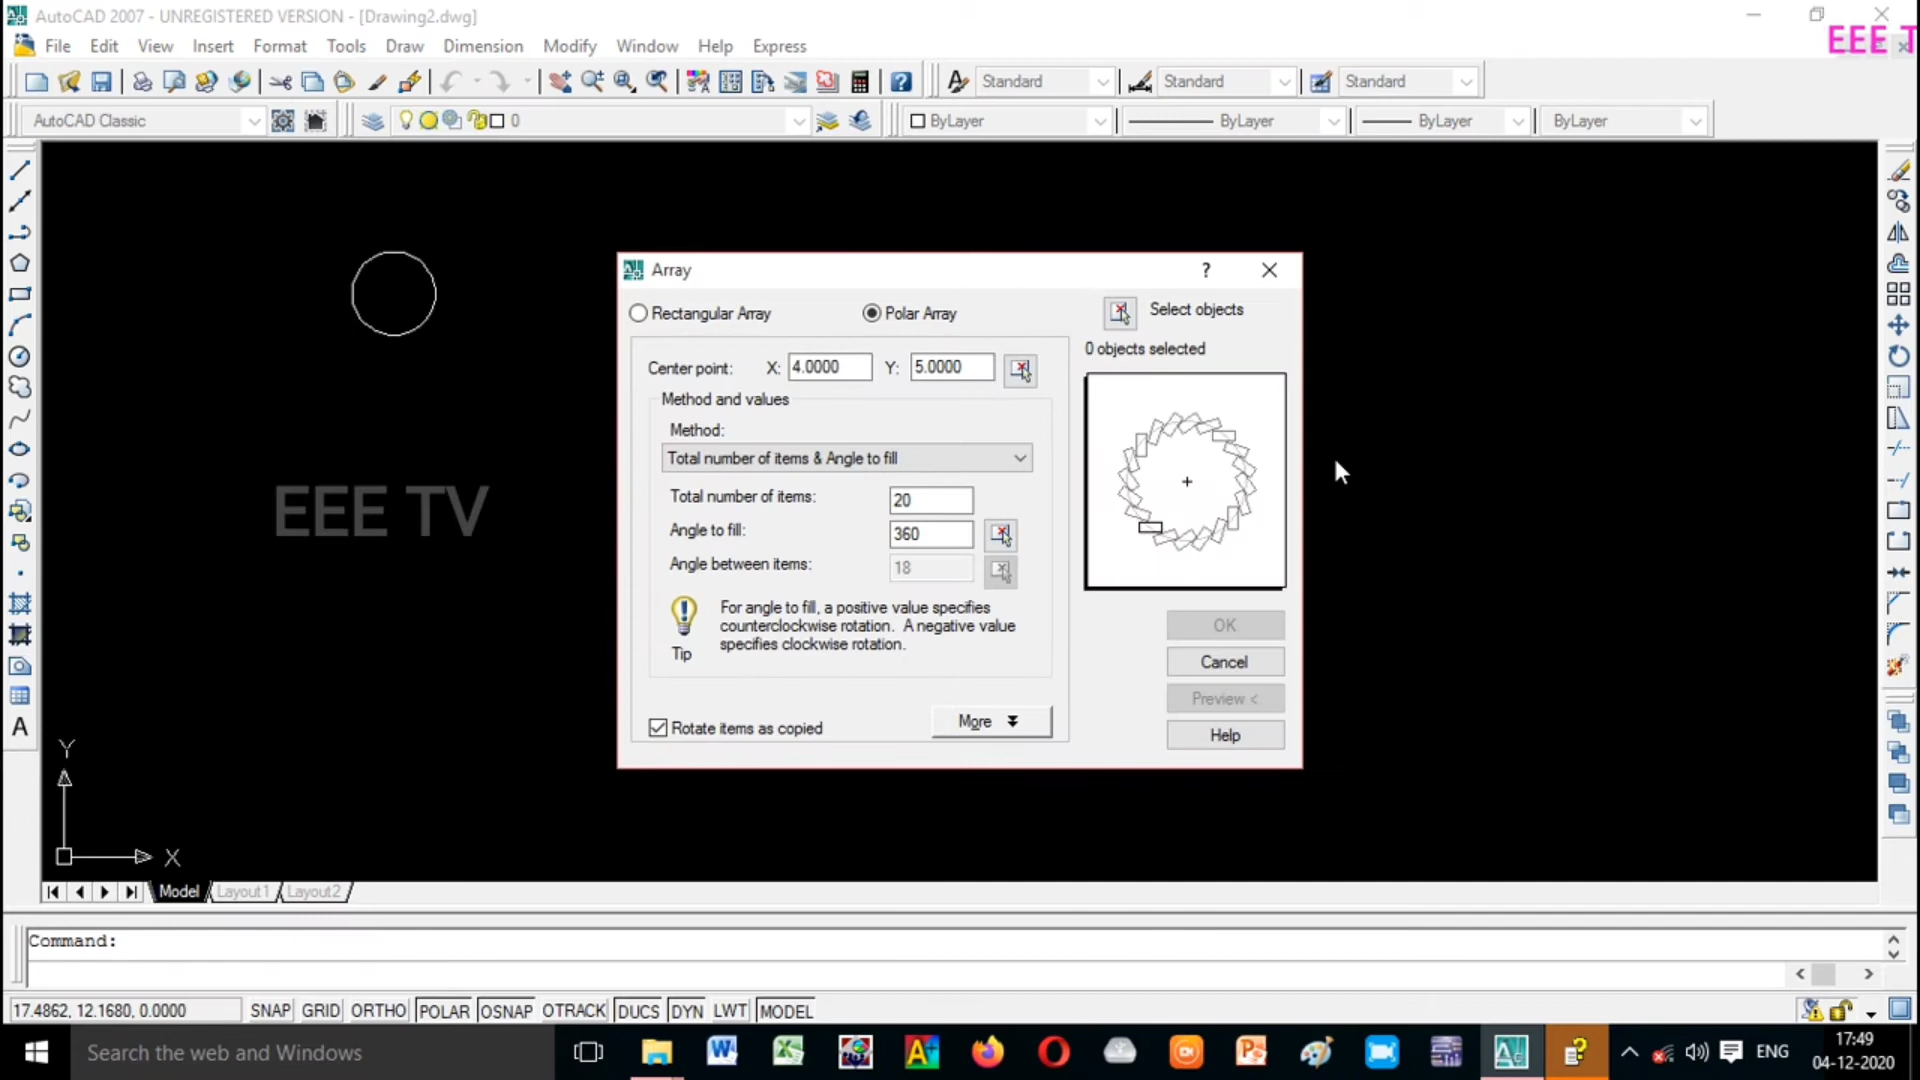 AutoCAD 2007 - UNREGISTERED VERSION - [Drawing2.dwg]
EEE T
File Edit View Insert Format Tools Draw Dimension Modify Window Help Express
Standard Standard Standard
AutoCAD Classic 0 ByLayer ByLayer ByLayer ByLayer
Array
Rectangular Array Polar Array Select objects
0 objects selected
Center point: X: 4.0000 Y: 5.0000
Method and values
Method:
Total number of items & Angle to fill
Total number of items: 20
Angle to fill: 360
Angle between items: 18
For angle to fill, a positive value specifies
counterclockwise rotation. A negative value
specifies clockwise rotation.
Tip
OK
Cancel
Preview <
Help
Rotate items as copied More
EEE TV
A
Y
X
Model Layout1 Layout2
Command:
17.4862, 12.1680, 0.0000 SNAP GRID ORTHO POLAR OSNAP OTRACK DUCS DYN LWT MODEL
Search the web and Windows ENG 17:49
04-12-2020